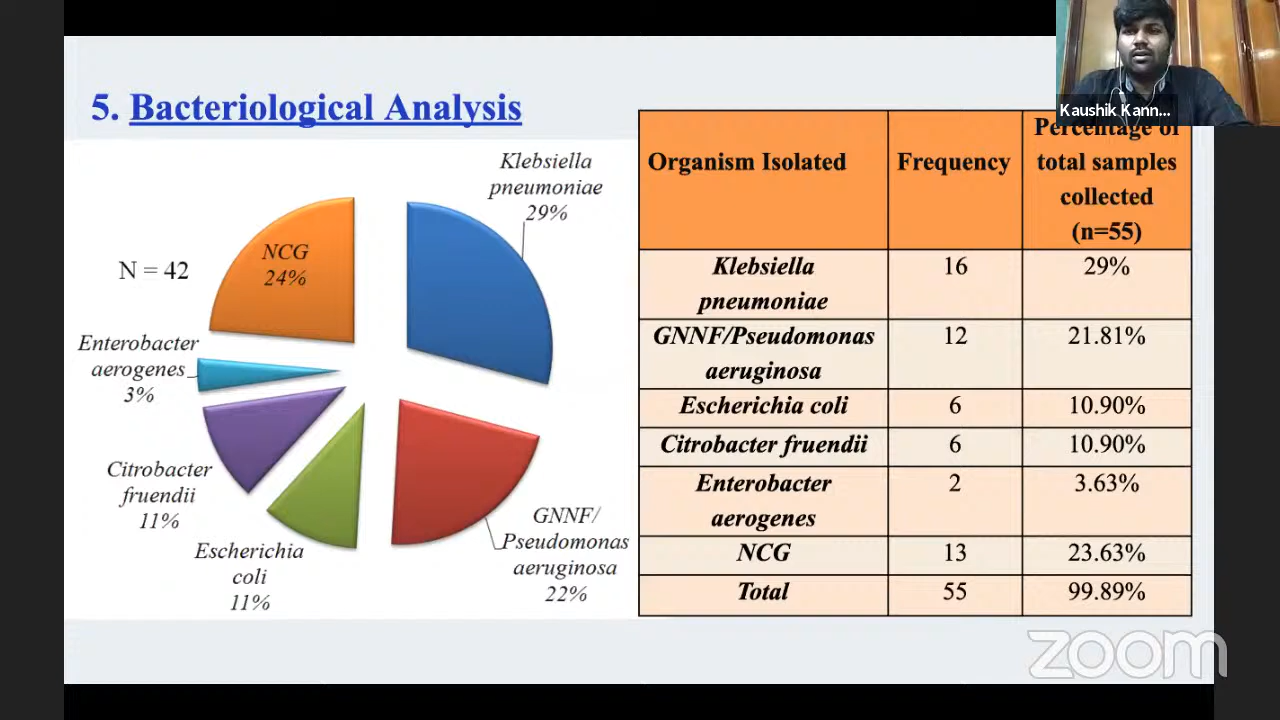 5. Bacteriological Analysis
Klebsiella
pneumoniae
29%
NCG
24%
N = 42
Enterobacter
aerogenes
3%
Citrobacter
fruendii
11%
Escherichia
coli
11%
GNNF/
Pseudomonas
aeruginosa
22%
Organism Isolated
Frequency
Percentage of
total samples
collected
(n=55)
Klebsiella
pneumoniae
16
29%
GNNF/Pseudomonas
aeruginosa
12
21.81%
Escherichia coli
6
10.90%
Citrobacter fruendii
6
10.90%
Enterobacter
aerogenes
2
3.63%
NCG
13
23.63%
Total
55
99.89%
Kaushik Kann...
zoom